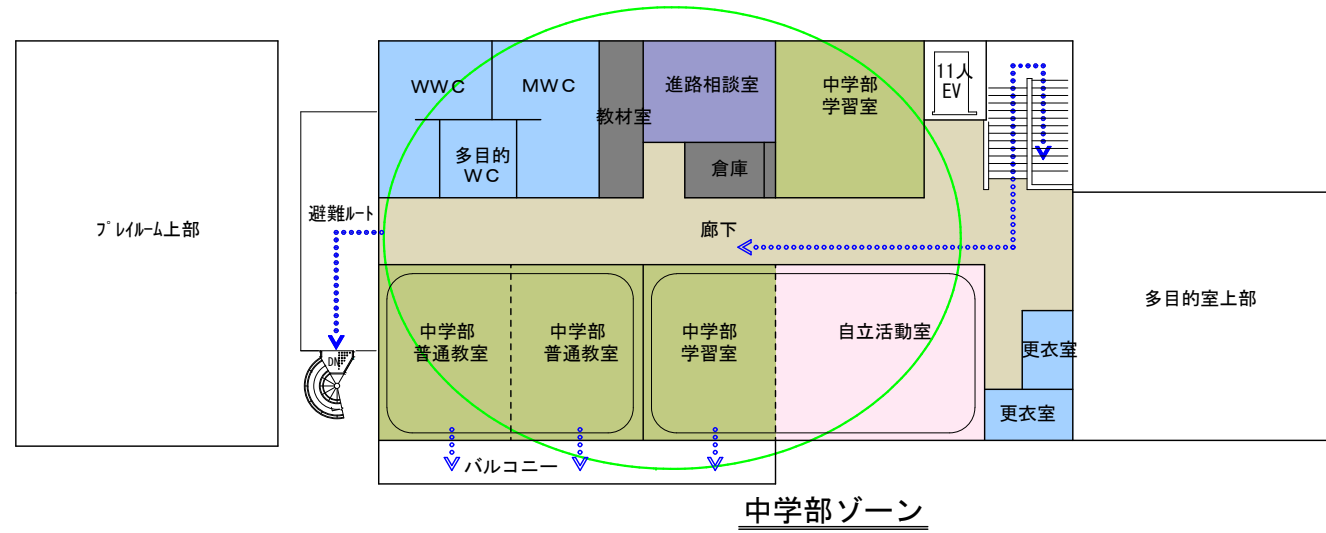 WWC
MWC
教材室
進路相談室
中学部
学習室
11人
EV
多目的
WC
倉庫
避難ルート
プレイルーム上部
廊下
多目的室上部
中学部
普通教室
中学部
普通教室
中学部
学習室
自立活動室
更衣室
更衣室
DN
バルコニー
中学部ゾーン